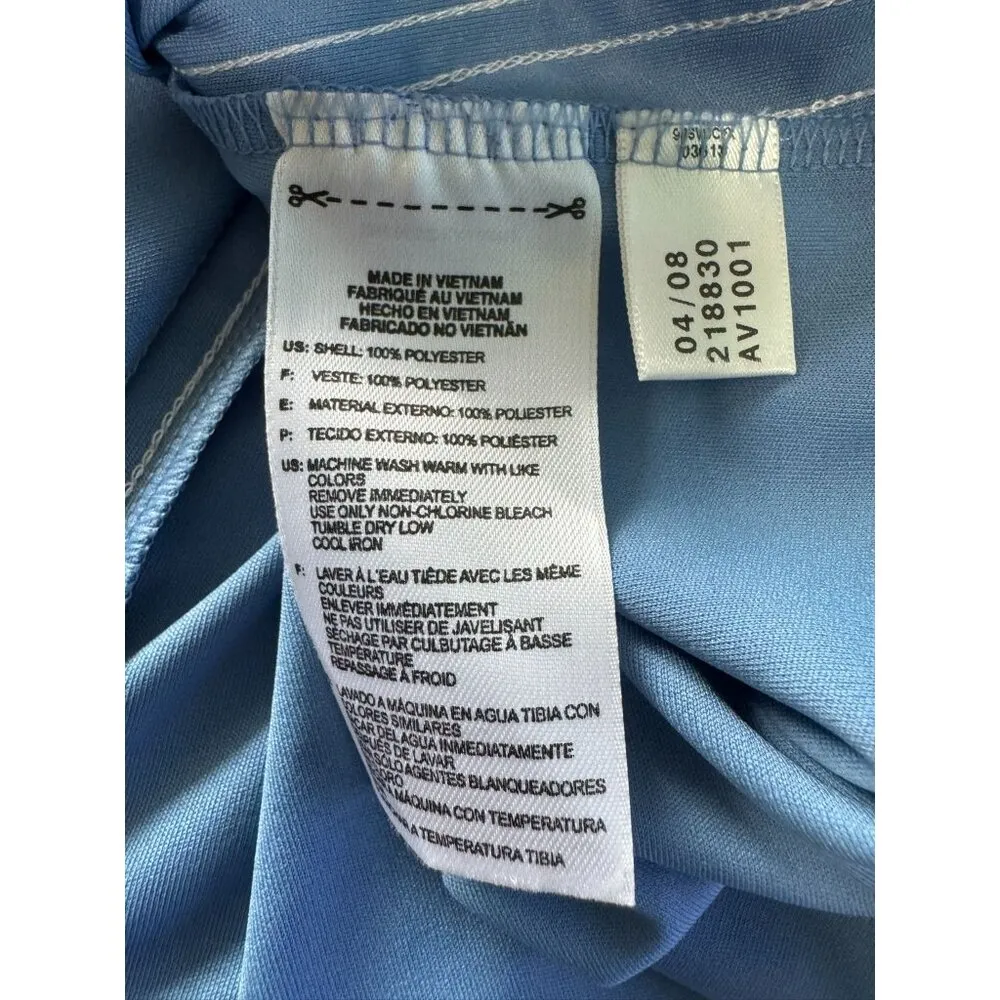 MADE IN VIETNAM
FABRIQUÉ AU VIETNAM
HECHO EN VIETNAM
FABRICADO NO VIETNÃN
US: SHELL: 100% POLYESTER
F: VESTE: 100% POLYESTER
E: MATERIAL EXTERNO: 100% POLIESTER
P: TECIDO EXTERNO: 100% POLIÉSTER
US: MACHINE WASH WARM WITH LIKE
COLORS
REMOVE IMMEDIATELY
USE ONLY NON-CHLORINE BLEACH
TUMBLE DRY LOW
COOL IRON
F: LAVER À L'EAU TIÈDE AVEC LES MÊME
COULEURS
ENLEVER IMMÉDIATEMENT
NE PAS UTILISER DE JAVELISANT
SÉCHAGE PAR CULBUTAGE À BASSE
TEMPÉRATURE
REPASSAGE À FROID
LAVADO A MÁQUINA EN AGUA TIBIA CON
SIMILARES
DEL AGUA INMEDIATAMENTE
DE LAVAR
SOLO AGENTES BLANQUEADORES
MÁQUINA CON TEMPERATURA
A TEMPERATURA TIBIA
04/08
218830
AV1001